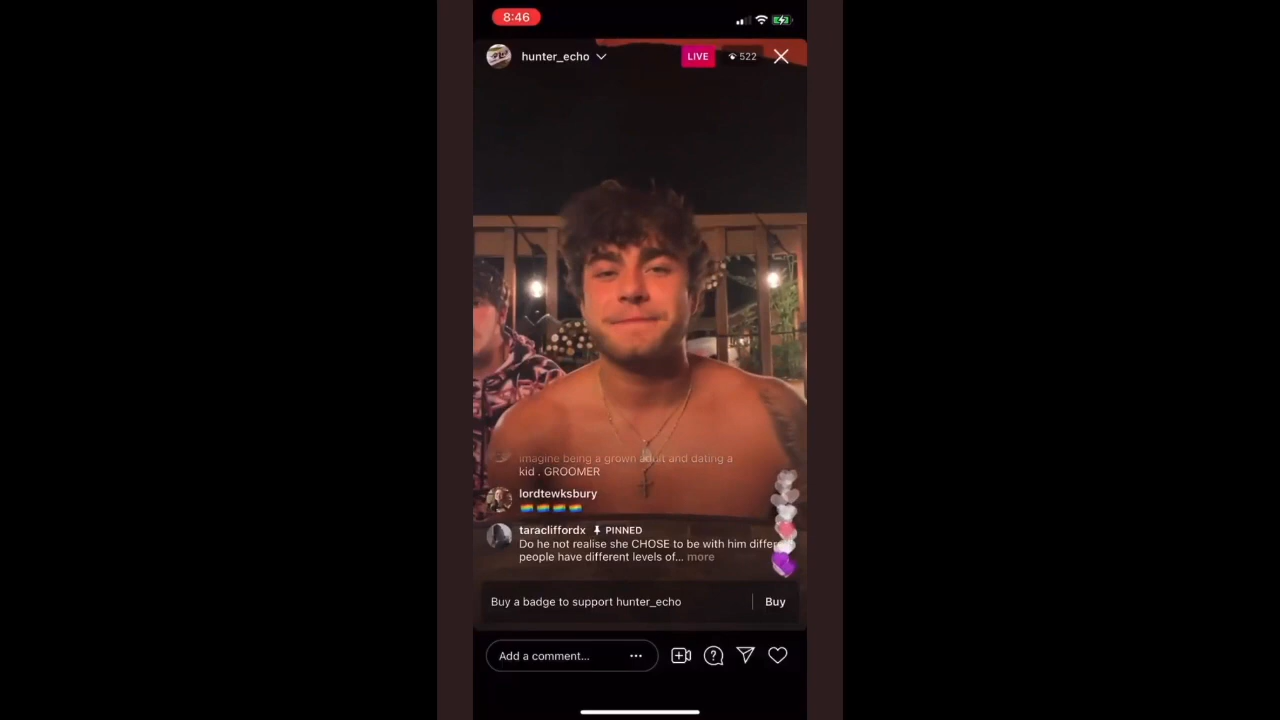 8:46
hunter_echo
LIVE
522
imagine being a grown adult and dating a
kid . GROOMER
lordtewksbury
taracliffordx PINNED
Do he not realise she CHOSE to be with him differe
people have different levels of... more
Buy a badge to support hunter_echo
Buy
Add a comment...